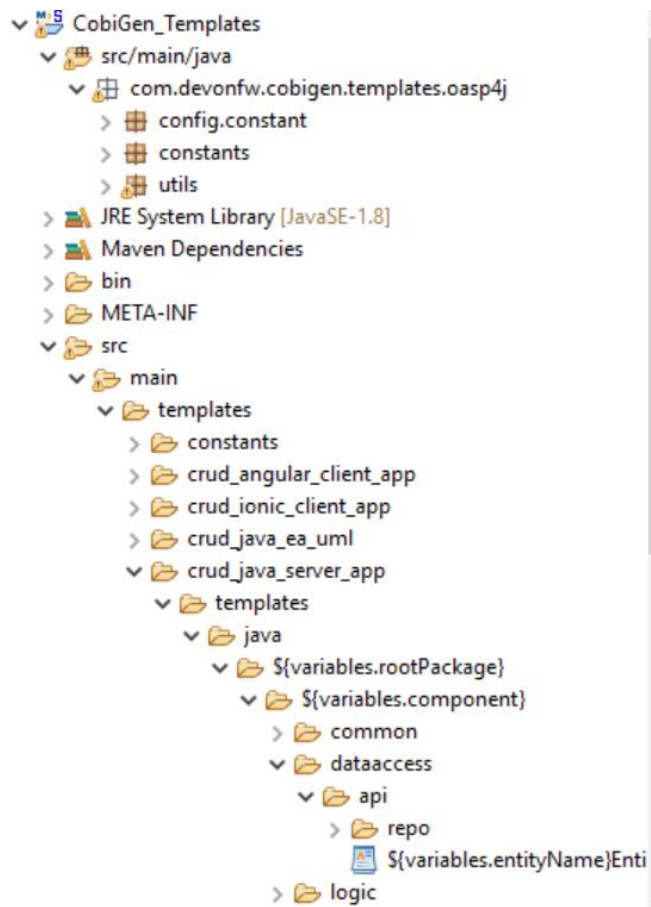 CobiGen_Templates
src/main/java
com.devonfw.cobigen.templates.oasp4j
config.constant
constants
utils
JRE System Library [JavaSE-1.8]
Maven Dependencies
bin
META-INF
src
main
templates
constants
crud_angular_client_app
crud_ionic_client_app
crud_java_ea_uml
crud_java_server_app
templates
java
${variables.rootPackage}
${variables.component}
common
dataaccess
api
repo
${variables.entityName}Enti
logic